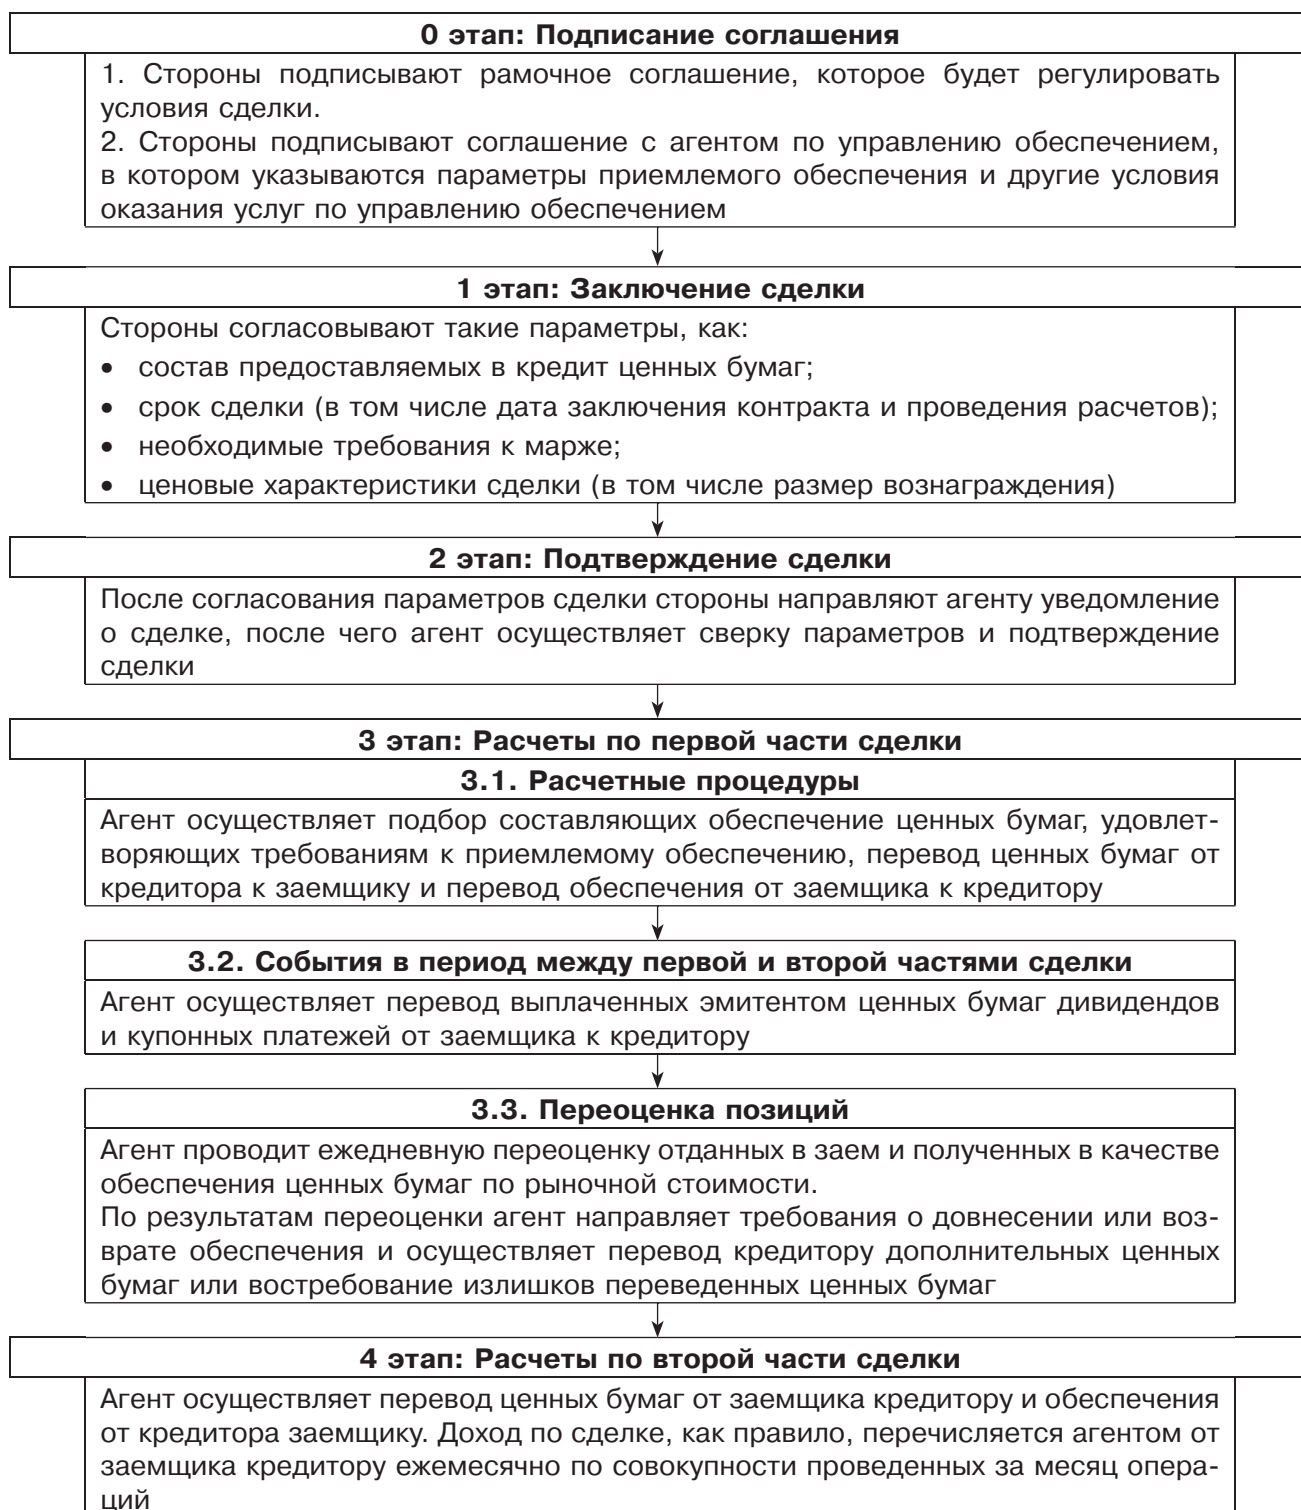 0 этап: Подписание соглашения
1. Стороны подписывают рамочное соглашение, которое будет регулировать
условия сделки.
2. Стороны подписывают соглашение с агентом по управлению обеспечением,
в котором указываются параметры приемлемого обеспечения и другие условия
оказания услуг по управлению обеспечением
1 этап: Заключение сделки
Стороны согласовывают такие параметры, как:
• состав предоставляемых в кредит ценных бумаг;
• срок сделки (в том числе дата заключения контракта и проведения расчетов);
• необходимые требования к марже;
• ценовые характеристики сделки (в том числе размер вознаграждения)
2 этап: Подтверждение сделки
После согласования параметров сделки стороны направляют агенту уведомление
о сделке, после чего агент осуществляет сверку параметров и подтверждение
сделки
3 этап: Расчеты по первой части сделки
3.1. Расчетные процедуры
Агент осуществляет подбор составляющих обеспечение ценных бумаг, удовлет-
воряющих требованиям к приемлемому обеспечению, перевод ценных бумаг от
кредитора к заемщику и перевод обеспечения от заемщика к кредитору
3.2. События в период между первой и второй частями сделки
Агент осуществляет перевод выплаченных эмитентом ценных бумаг дивидендов
и купонных платежей от заемщика к кредитору
3.3. Переоценка позиций
Агент проводит ежедневную переоценку отданных в заем и полученных в качестве
обеспечения ценных бумаг по рыночной стоимости.
По результатам переоценки агент направляет требования о довнесении или воз-
врате обеспечения и осуществляет перевод кредитору дополнительных ценных
бумаг или востребование излишков переведенных ценных бумаг
4 этап: Расчеты по второй части сделки
Агент осуществляет перевод ценных бумаг от заемщика кредитору и обеспечения
от кредитора заемщику. Доход по сделке, как правило, перечисляется агентом от
заемщика кредитору ежемесячно по совокупности проведенных за месяц опера-
ций